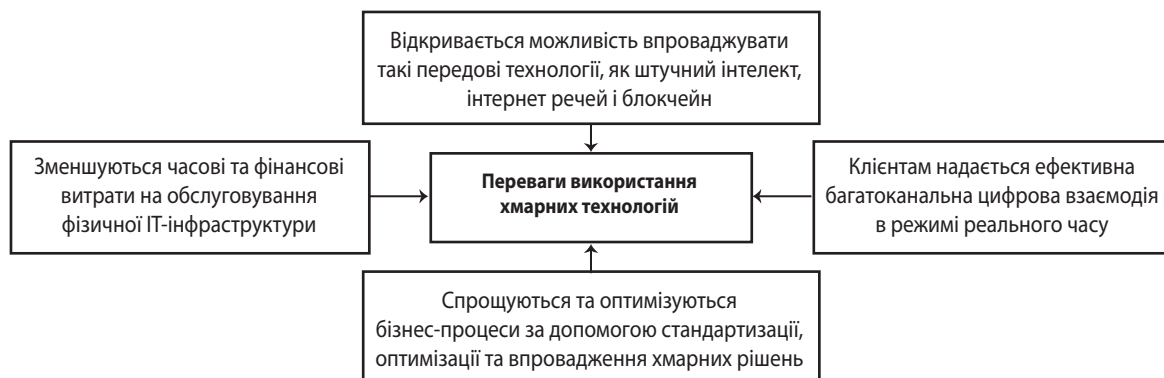 Відкривається можливість впроваджувати
такі передові технології, як штучний інтелект,
інтернет речей і блокчейн
Зменшуються часові та фінансові
витрати на обслуговування
фізичної ІТ-інфраструктури
Переваги використання
хмарних технологій
Клієнтам надається ефективна
багатоканальна цифрова взаємодія
в режимі реального часу
Спрощуються та оптимізуються
бізнес-процеси за допомогою стандартизації,
оптимізації та впровадження хмарних рішень